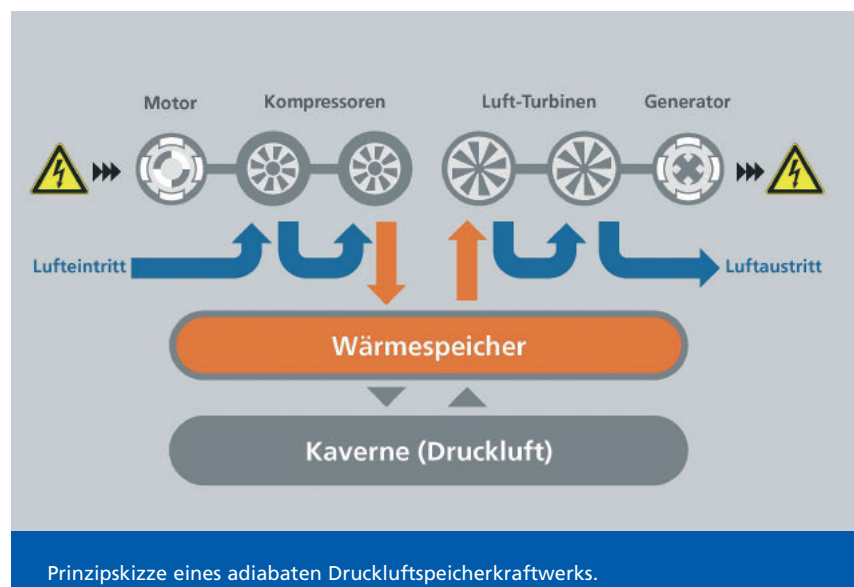 Motor
Kompressoren
Luft-Turbinen
Generator
Lufteintritt
Luftaustritt
Wärmespeicher
Kaverne (Druckluft)
Prinzipskizze eines adiabaten Druckluftspeicherkraftwerks.